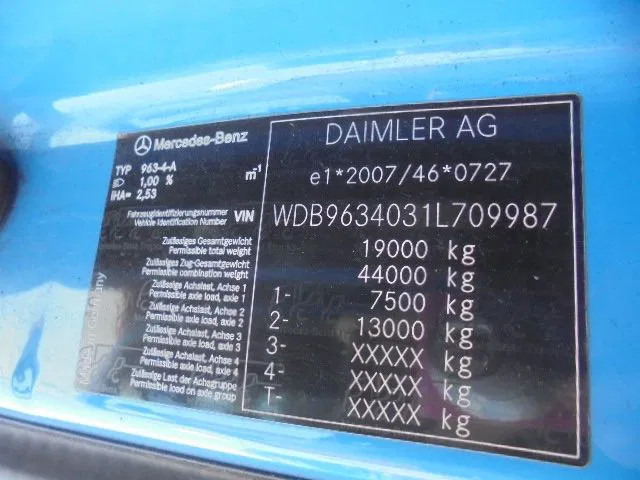 Mercedes-Benz
DAIMLER AG
TYP 963-4-A
1,00 % m⁻¹
IHA= 2,53
e1*2007/46*0727
Fahrzeugidentifizierungsnummer
Vehicle Identification Number VIN WDB9634031L709987
Zulässiges Gesamtgewicht
Permissible total weight 19000 kg
Zulässiges Zug-Gesamtgewicht
Permissible combination weight 44000 kg
Zulässige Achslast, Achse 1
Permissible axle load, axle 1 1- 7500 kg
Zulässige Achslast, Achse 2
Permissible axle load, axle 2 2- 13000 kg
Zulässige Achslast, Achse 3
Permissible axle load, axle 3 3- XXXXX kg
Zulässige Achslast, Achse 4
Permissible axle load, axle 4 4- XXXXX kg
Zulässige Last der Achsgruppe
Permissible load on axle group T- XXXXX kg
Germany